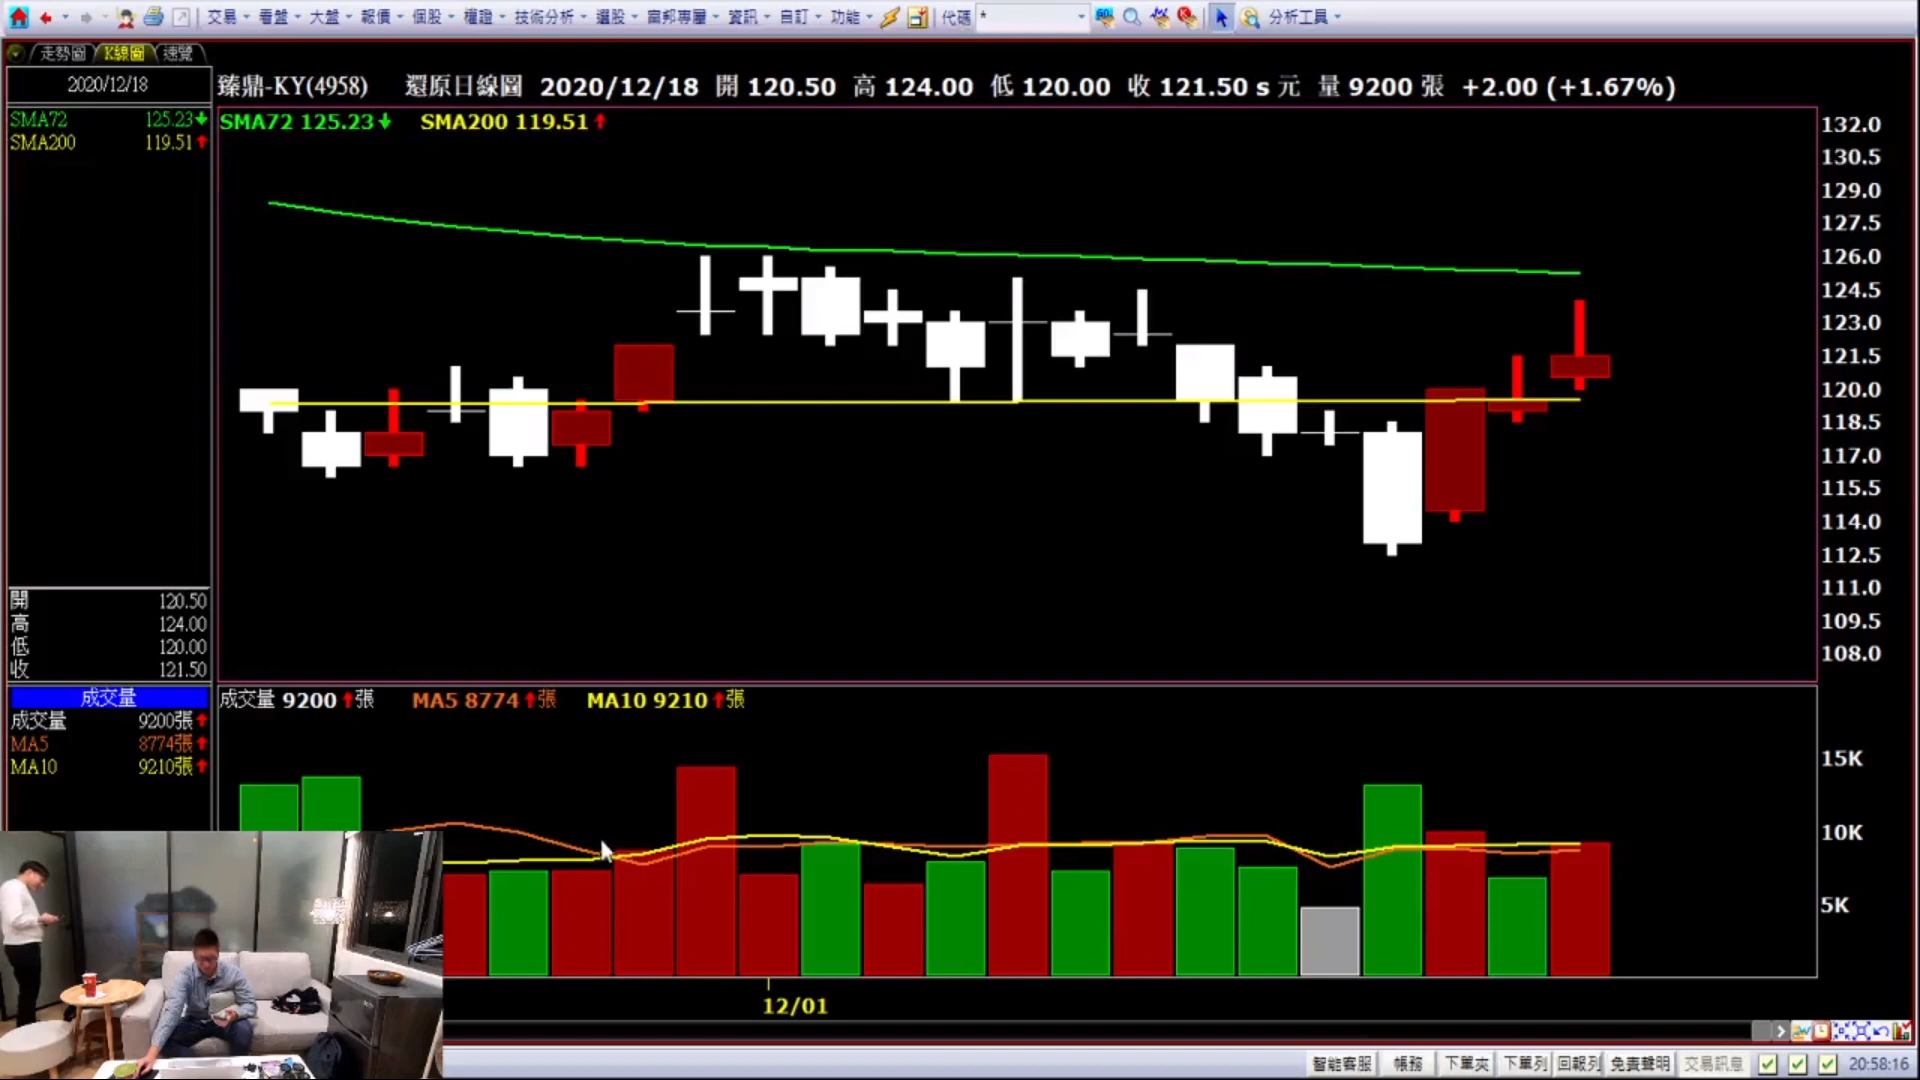 交易 看盤 大盤 報價 個股 權證 技術分析 選股 南邦專屬 資訊 自訂 功能 代碼 * 分析工具
走勢圖 K線圖 速覽
2020/12/18
臻鼎-KY(4958) 還原日線圖 2020/12/18 開 120.50 高 124.00 低 120.00 收 121.50 s 元 量 9200 張 +2.00 (+1.67%)
SMA72 125.23↓
SMA200 119.51↑
SMA72 125.23↓ SMA200 119.51↑
132.0
130.5
129.0
127.5
126.0
124.5
123.0
121.5
120.0
118.5
117.0
115.5
114.0
112.5
111.0
109.5
108.0
開 120.50
高 124.00
低 120.00
收 121.50
成交量
成交量 9200張↑
MA5 8774張↑
MA10 9210張↑
成交量 9200↑張 MA5 8774↑張 MA10 9210↑張
15K
10K
5K
12/01
智能客服 帳務 下單夾 下單列 回報列 免責聲明 交易訊息 20:58:16